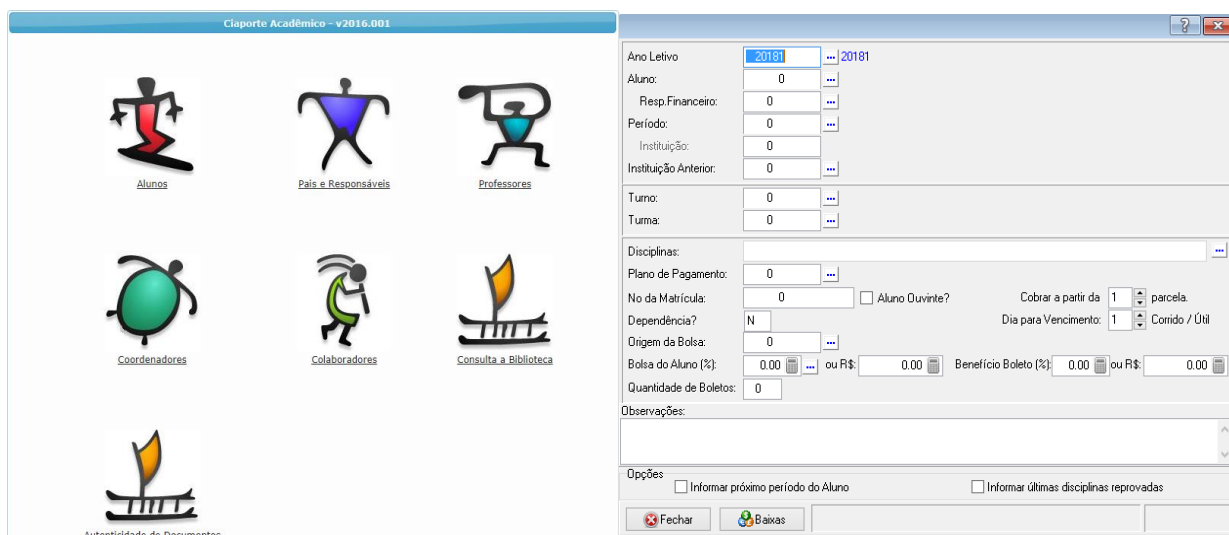 Ciaporte Acadêmico - v2016.001
Alunos
Pais e Responsáveis
Professores
Coordenadores
Colaboradores
Consulta a Biblioteca
Autenticidade de Documentos
?
Ano Letivo 20181 ... 20181
Aluno: 0 ...
Resp.Financeiro: 0 ...
Período: 0 ...
Instituição: 0
Instituição Anterior: 0 ...
Turno: 0 ...
Turma: 0 ...
Disciplinas: ...
Plano de Pagamento: 0 ...
No da Matrícula: 0 Aluno Ouvinte? Cobrar a partir da 1 parcela.
Dependência? N Dia para Vencimento: 1 Corrido / Útil
Origem da Bolsa: 0 ...
Bolsa do Aluno (%): 0.00 ... ou R$: 0.00 Benefício Boleto (%): 0.00 ou R$: 0.00
Quantidade de Boletos: 0
Observações:
Opções
Informar próximo período do Aluno Informar últimas disciplinas reprovadas
Fechar Baixas